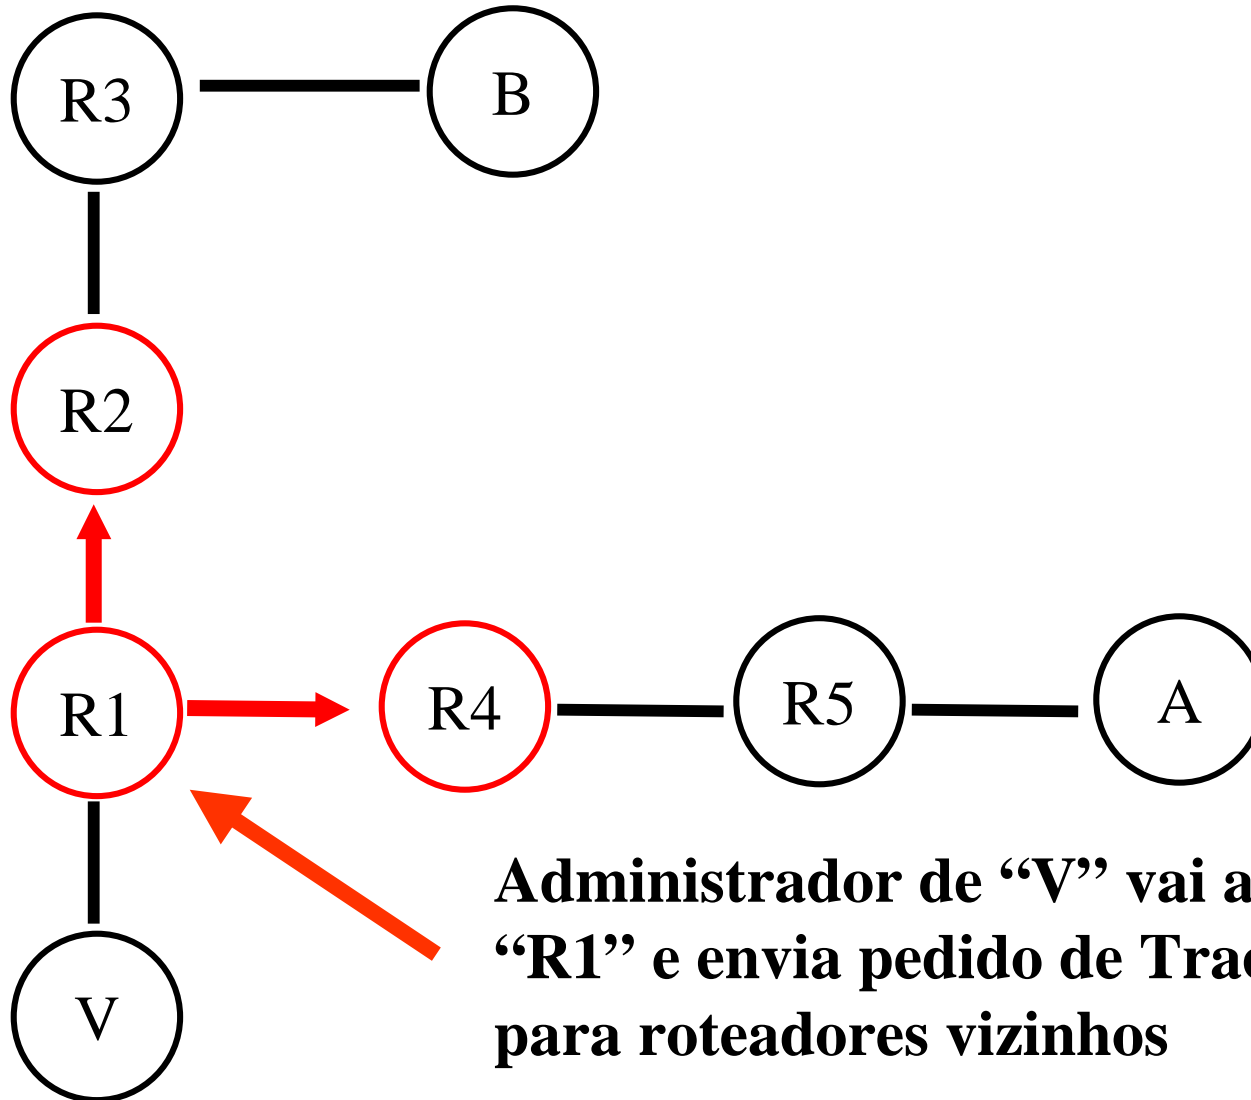 R3
B
R2
R1
R4
R5
A
V
Administrador de “V” vai a
“R1” e envia pedido de
para roteadores vizinhos